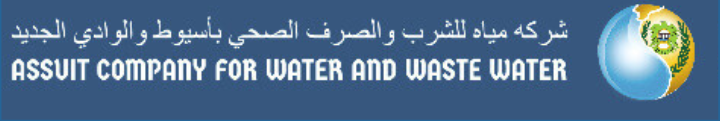 شركه مياه للشرب والصرف الصحي بأسيوط والوادي الجديد
ASSUIT COMPANY FOR WATER AND WASTE WATER